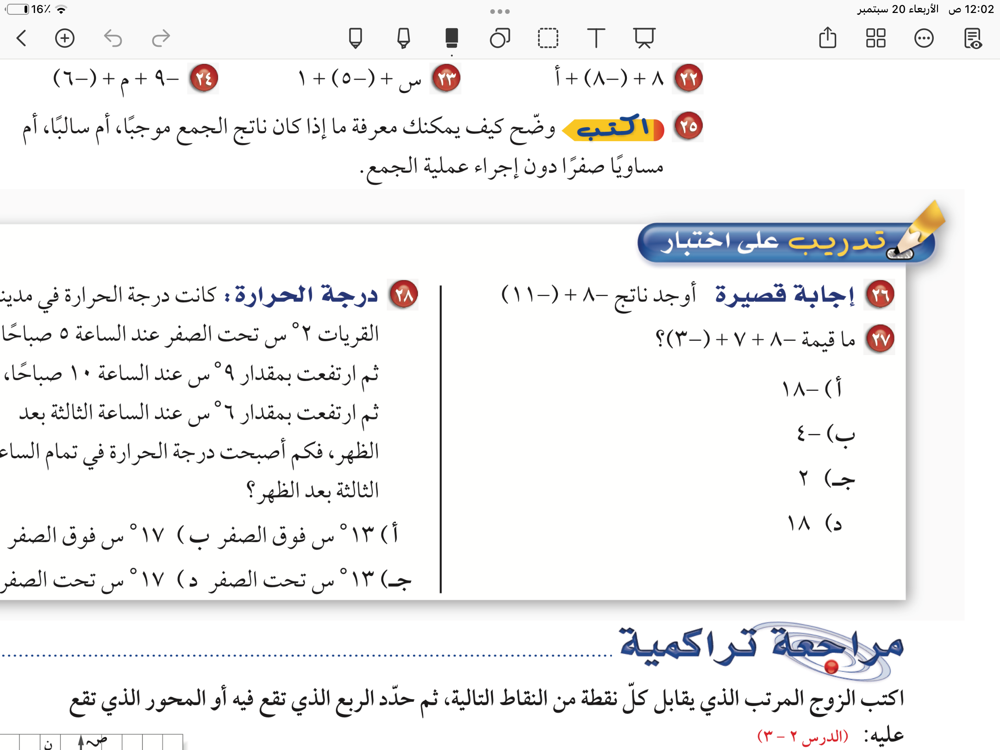 12:02 ص الأربعاء 20 سبتمبر
16٪
٢٢ ٨ + (–٨) + أ
٢٣ س + (–٥) + ١
٢٤ –٩ + م + (–٦)
٢٥ اكتب وضّح كيف يمكنك معرفة ما إذا كان ناتج الجمع موجبًا، أم سالبًا، أم
مساويًا صفرًا دون إجراء عملية الجمع.
تدريب على اختبار
٢٦ إجابة قصيرة أوجد ناتج –٨ + (–١١)
٢٧ ما قيمة –٨ + ٧ + (–٣)؟
أ ) –١٨
ب) –٤
جـ) ٢
د) ١٨
٢٨ درجة الحرارة: كانت درجة الحرارة في
القريات ٢° س تحت الصفر عند الساعة ٥ صباحًا
ثم ارتفعت بمقدار ٩° س عند الساعة ١٠ صباحًا،
ثم ارتفعت بمقدار ٦° س عند الساعة الثالثة بعد
الظهر، فكم أصبحت درجة الحرارة في تمام
الثالثة بعد الظهر؟
أ ) ١٣° س فوق الصفر ب ) ١٧° س فوق الصفر
جـ) ١٣° س تحت الصفر د ) ١٧° س تحت الصفر
مراجعة تراكمية
اكتب الزوج المرتب الذي يقابل كلّ نقطة من النقاط التالية، ثم حدّد الربع الذي تقع فيه أو المحور الذي تقع
عليه: (الدرس ٢ – ٣)
ص
ن